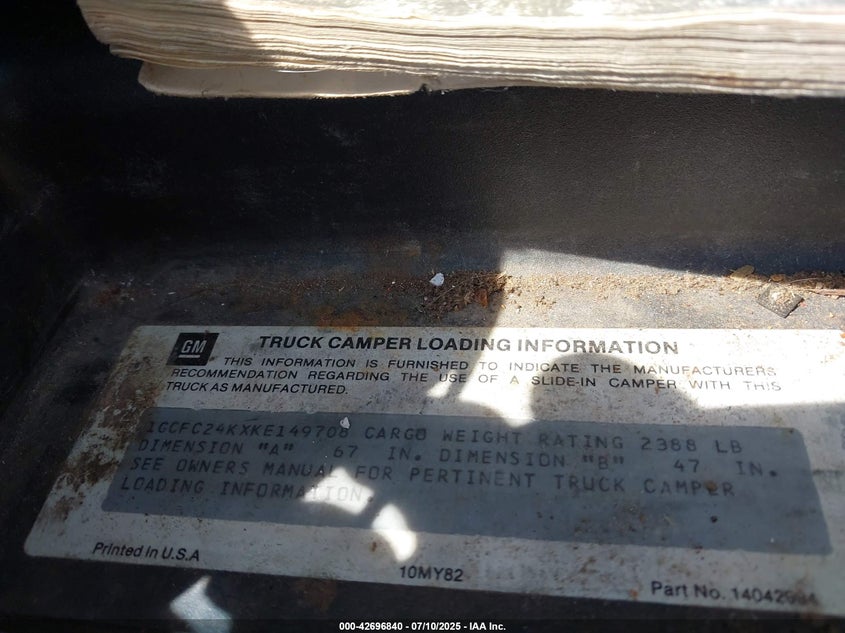 GM TRUCK CAMPER LOADING INFORMATION
THIS INFORMATION IS FURNISHED TO INDICATE THE MANUFACTURERS
RECOMMENDATION REGARDING THE USE OF A SLIDE-IN CAMPER WITH THIS
TRUCK AS MANUFACTURED.
1GCFC24KXKE149708 CARGO WEIGHT RATING 2388 LB
DIMENSION "A" 67 IN. DIMENSION "B" 47 IN.
SEE OWNERS MANUAL FOR PERTINENT TRUCK CAMPER
LOADING INFORMATION.
Printed in U.S.A
10MY82
Part No. 14042994
000-42696840 - 07/10/2025 - IAA Inc.